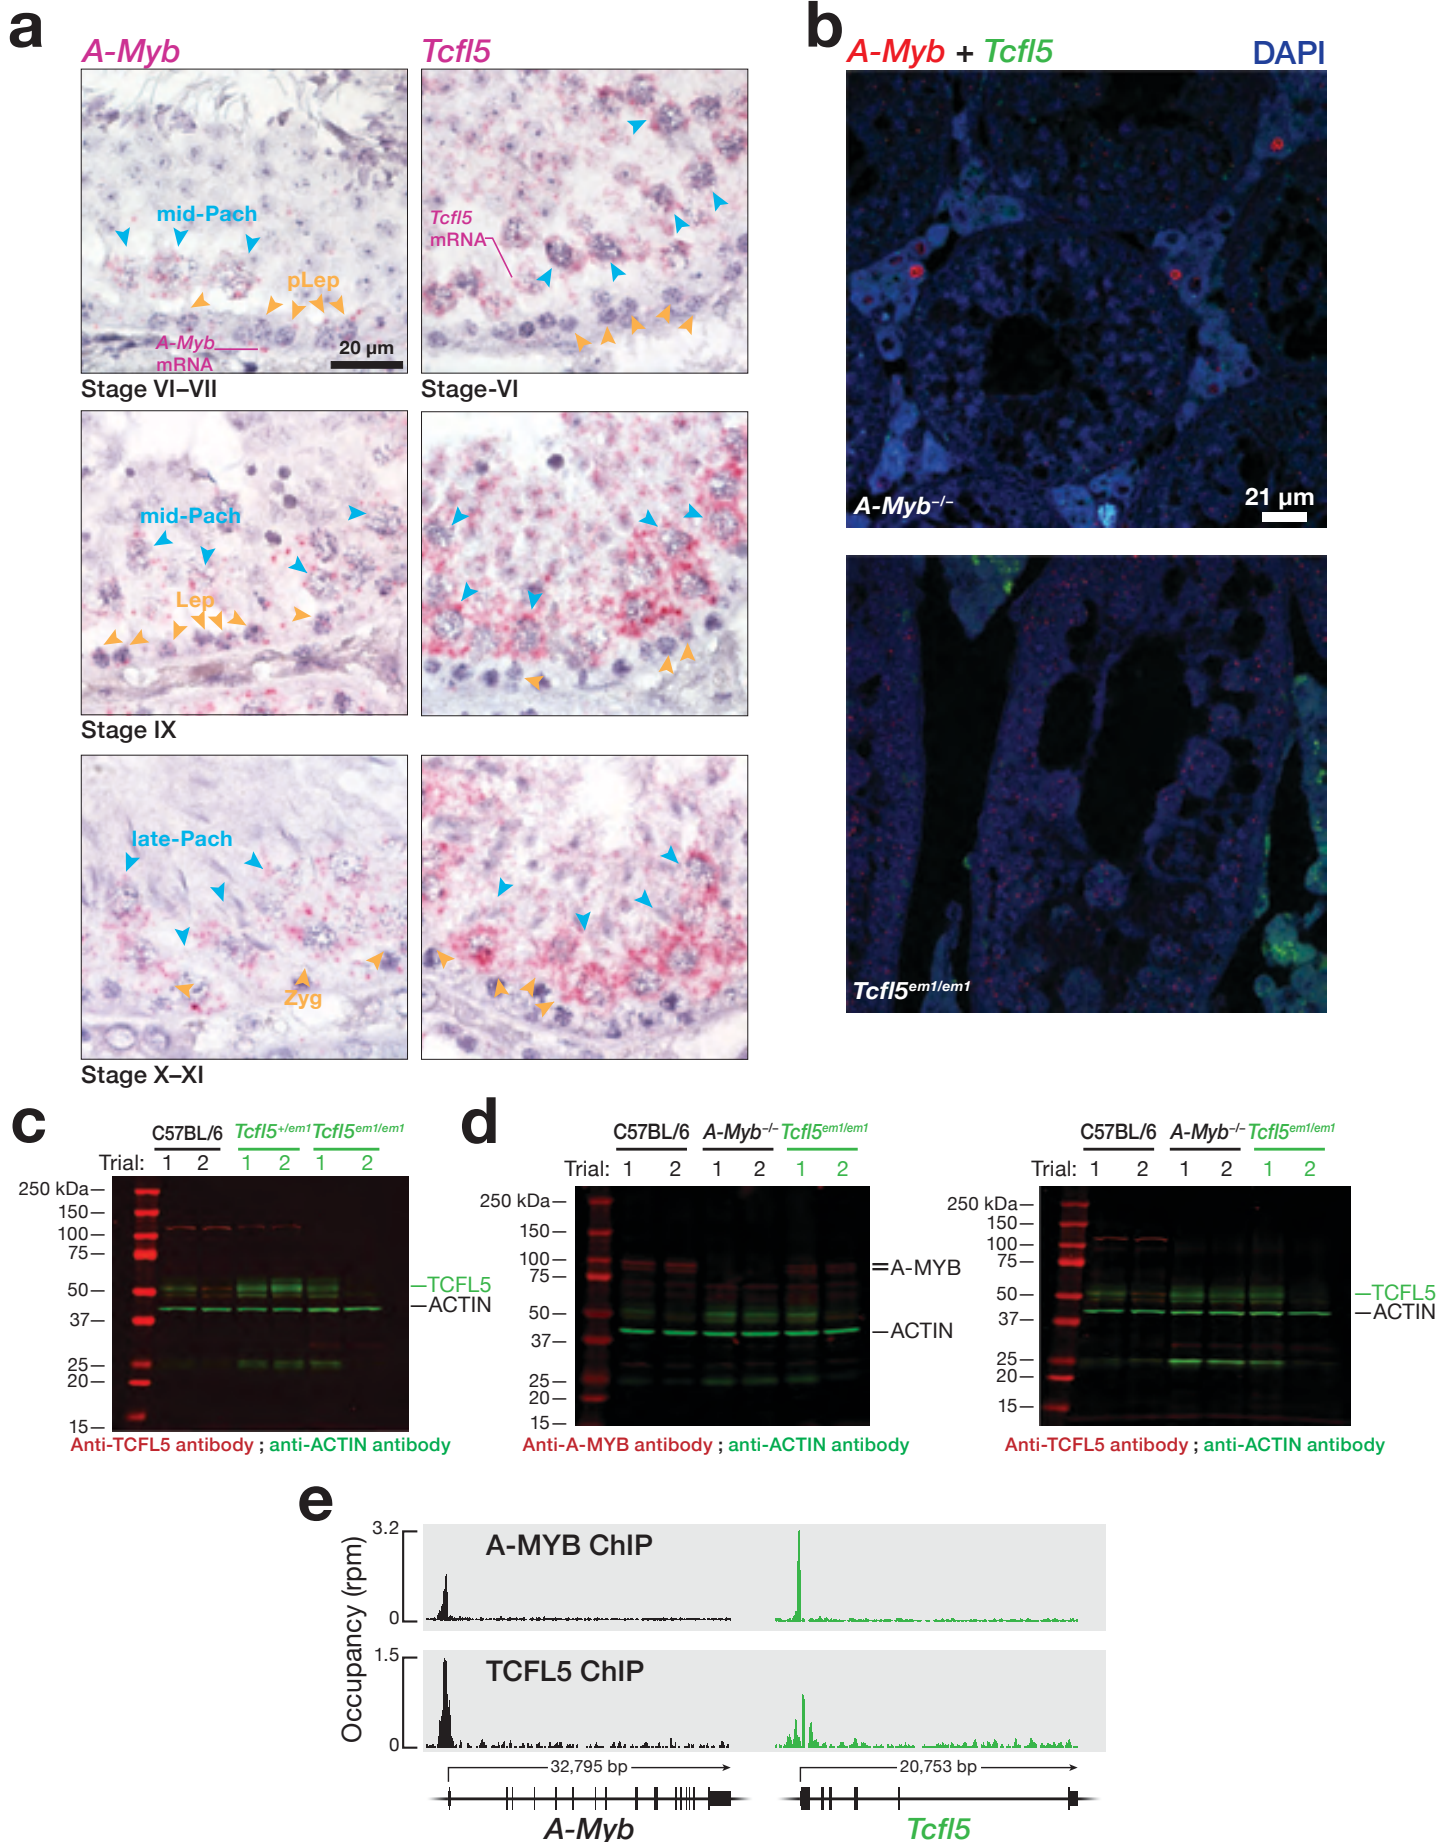 a
A-Myb
Tcfl5
mid-Pach
pLep
A-Myb
mRNA
20 µm
Tcfl5
mRNA
Stage VI–VII
Stage-VI
mid-Pach
Lep
Stage IX
late-Pach
Zyg
Stage X–XI
b
A-Myb + Tcfl5 DAPI
A-Myb–/–
21 µm
Tcfl5em1/em1
c
C57BL/6 Tcfl5+/em1 Tcfl5em1/em1
Trial: 1 2 1 2 1 2
250 kDa
150
100
75
50
37
25
20
15
TCFL5
ACTIN
Anti-TCFL5 antibody ; anti-ACTIN antibody
d
C57BL/6 A-Myb–/– Tcfl5em1/em1
Trial: 1 2 1 2 1 2
250 kDa
150
100
75
50
37
25
20
15
A-MYB
ACTIN
Anti-A-MYB antibody ; anti-ACTIN antibody
C57BL/6 A-Myb–/– Tcfl5em1/em1
Trial: 1 2 1 2 1 2
250 kDa
150
100
75
50
37
25
20
15
TCFL5
ACTIN
Anti-TCFL5 antibody ; anti-ACTIN antibody
e
Occupancy (rpm)
3.2
0
A-MYB ChIP
1.5
0
TCFL5 ChIP
32,795 bp
20,753 bp
A-Myb
Tcfl5